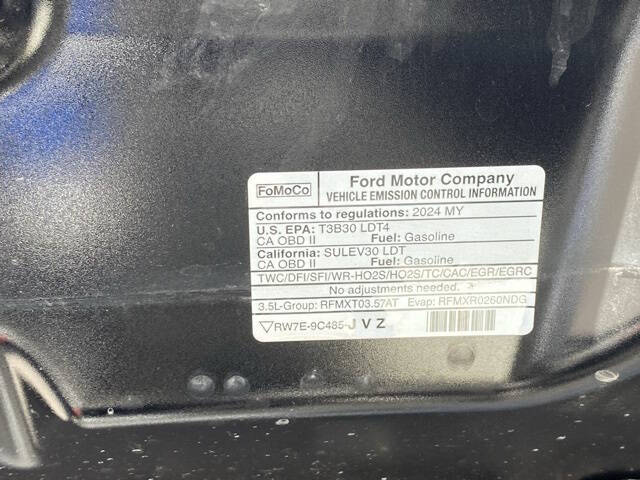 FoMoCo
Ford Motor Company
VEHICLE EMISSION CONTROL INFORMATION
Conforms to regulations: 2024 MY
U.S. EPA: T3B30 LDT4
CA OBD II Fuel: Gasoline
California: SULEV30 LDT
CA OBD II Fuel: Gasoline
TWC/DFI/SFI/WR-HO2S/HO2S/TC/CAC/EGR/EGRC
No adjustments needed.
3.5L-Group: RFMXT03.57AT Evap: RFMXR0260NDG
RW7E-9C485-J V Z